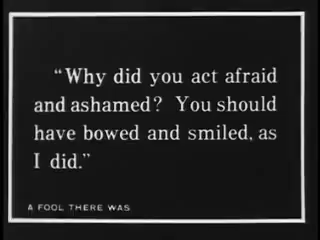 “Why did you act afraid
and ashamed? You should
have bowed and smiled, as
I did.”
A FOOL THERE WAS